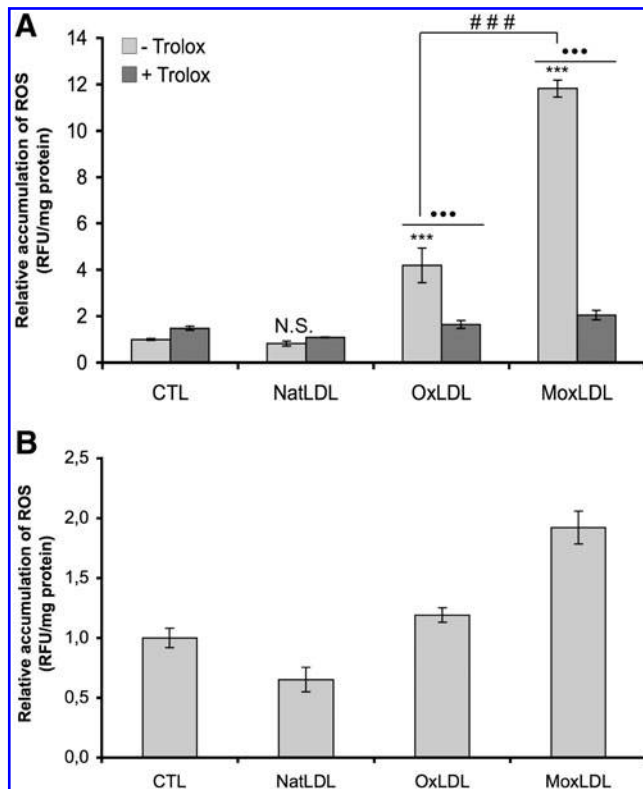 A
# # #
14
12
10
8
6
4
2
0
- Trolox
+ Trolox
Relative accumulation of ROS
(RFU/mg protein)
N.S.
•••
***
•••
***
CTL NatLDL OxLDL MoxLDL
B
2,5
2,0
1,5
1,0
0,5
0,0
Relative accumulation of ROS
(RFU/mg protein)
CTL NatLDL OxLDL MoxLDL